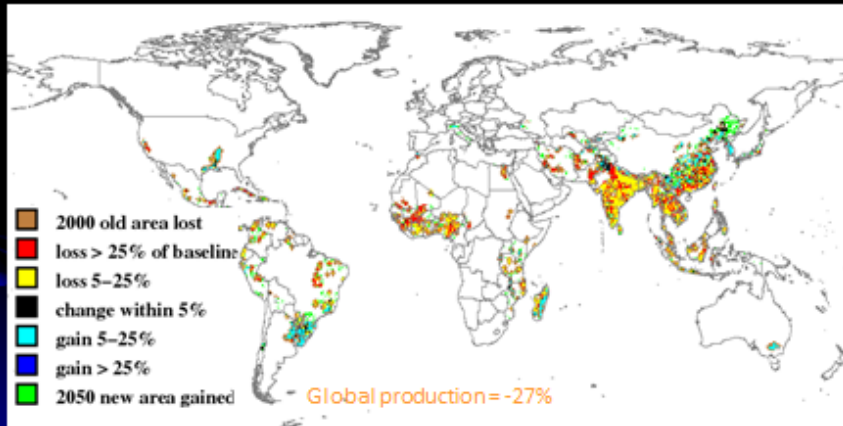 2000 old area lost
loss > 25% of baseline
loss 5–25%
change within 5%
gain 5–25%
gain > 25%
2050 new area gained
Global production = -27%